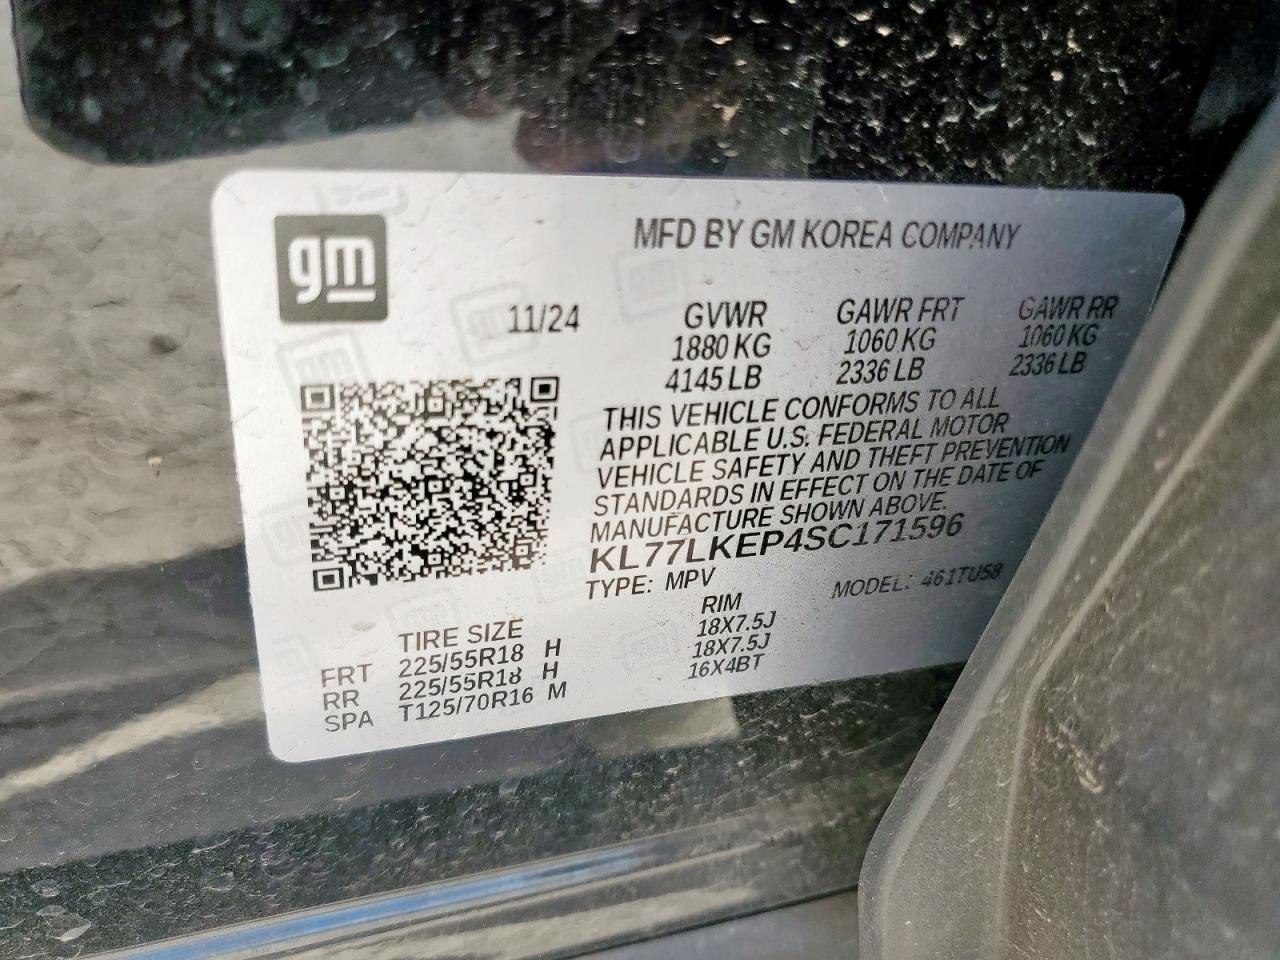 gm
MFD BY GM KOREA COMPANY
11/24
GVWR GAWR FRT GAWR RR
1880 KG 1060 KG 1060 KG
4145 LB 2336 LB 2336 LB
THIS VEHICLE CONFORMS TO ALL
APPLICABLE U.S. FEDERAL MOTOR
VEHICLE SAFETY AND THEFT PREVENTION
STANDARDS IN EFFECT ON THE DATE OF
MANUFACTURE SHOWN ABOVE.
KL77LKEP4SC171596
TYPE: MPV MODEL: 461TU58
TIRE SIZE RIM
FRT 225/55R18 H 18X7.5J
RR 225/55R18 H 18X7.5J
SPA T125/70R16 M 16X4BT